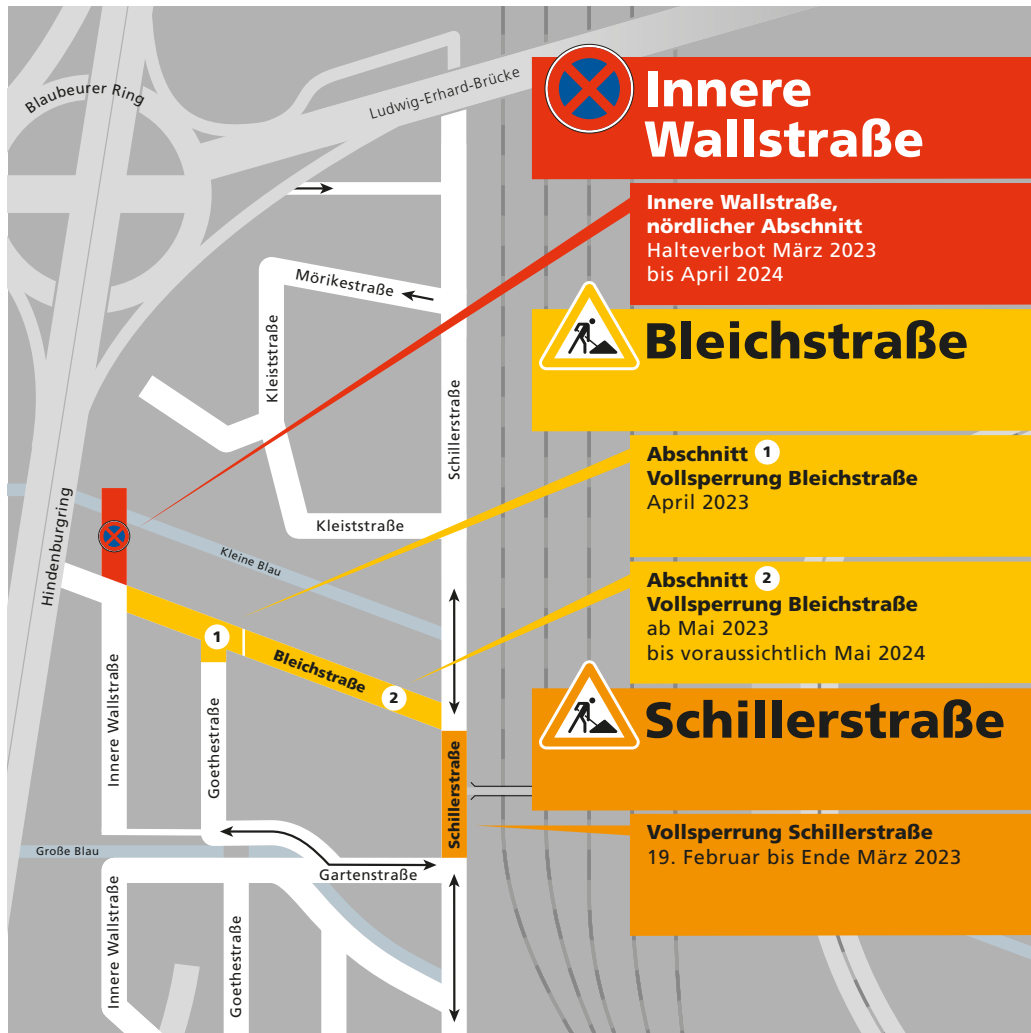 Blaubeurer Ring
Ludwig-Erhard-Brücke
Mörikestraße
Kleiststraße
Schillerstraße
Kleiststraße
Hindenburgring
Kleine Blau
1
Bleichstraße
2
Innere Wallstraße
Goethestraße
Schillerstraße
Große Blau
Gartenstraße
Innere Wallstraße
Goethestraße
Innere
Wallstraße
Innere Wallstraße,
nördlicher Abschnitt
Halteverbot März 2023
bis April 2024
Bleichstraße
Abschnitt 1
Vollsperrung Bleichstraße
April 2023
Abschnitt 2
Vollsperrung Bleichstraße
ab Mai 2023
bis voraussichtlich Mai 2024
Schillerstraße
Vollsperrung Schillerstraße
19. Februar bis Ende März 2023